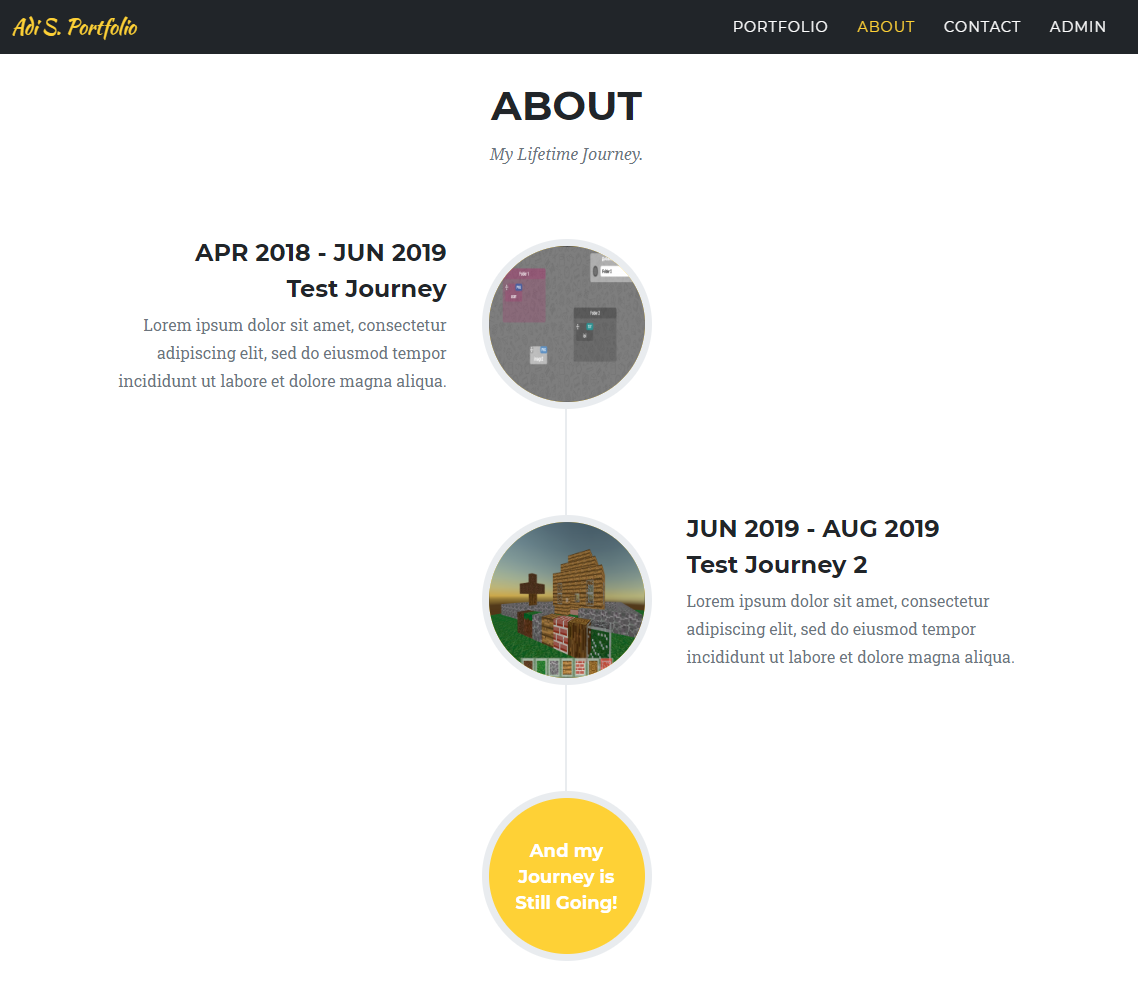 Adi S. Portfolio
PORTFOLIO ABOUT CONTACT ADMIN
ABOUT
My Lifetime Journey.
APR 2018 - JUN 2019
Test Journey
Lorem ipsum dolor sit amet, consectetur
adipiscing elit, sed do eiusmod tempor
incididunt ut labore et dolore magna aliqua.
JUN 2019 - AUG 2019
Test Journey 2
Lorem ipsum dolor sit amet, consectetur
adipiscing elit, sed do eiusmod tempor
incididunt ut labore et dolore magna aliqua.
And my
Journey is
Still Going!